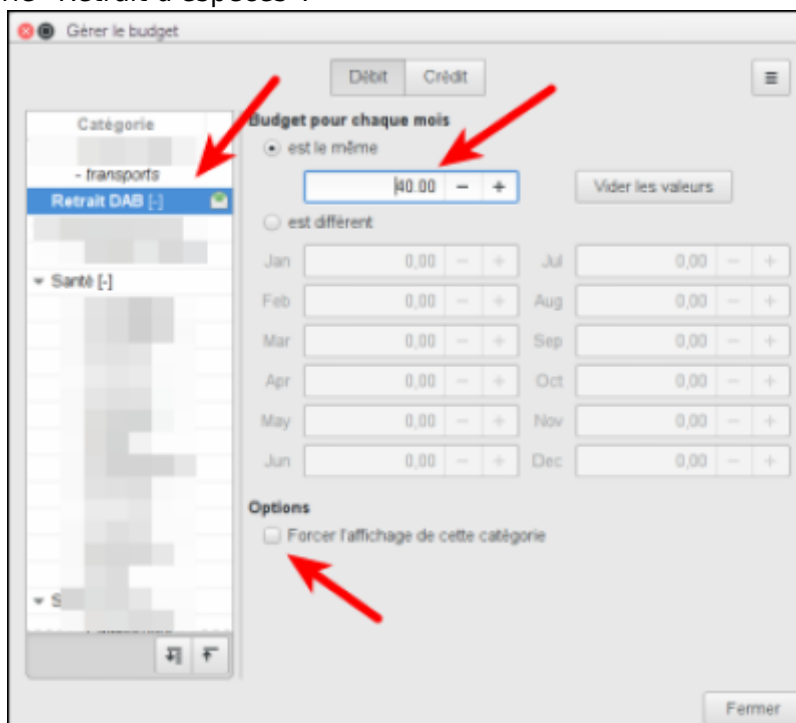 Retrait d'espèces".
Gérer le budget
Débit Crédit
Catégorie
- transports
Retrait DAB [-]
Santé [-]
Budget pour chaque mois
est le même
40.00 − + Vider les valeurs
est différent
Jan 0,00 − + Jul 0,00 − +
Feb 0,00 − + Aug 0,00 − +
Mar 0,00 − + Sep 0,00 − +
Apr 0,00 − + Oct 0,00 − +
May 0,00 − + Nov 0,00 − +
Jun 0,00 − + Dec 0,00 − +
Options
Forcer l'affichage de cette catégorie
Fermer